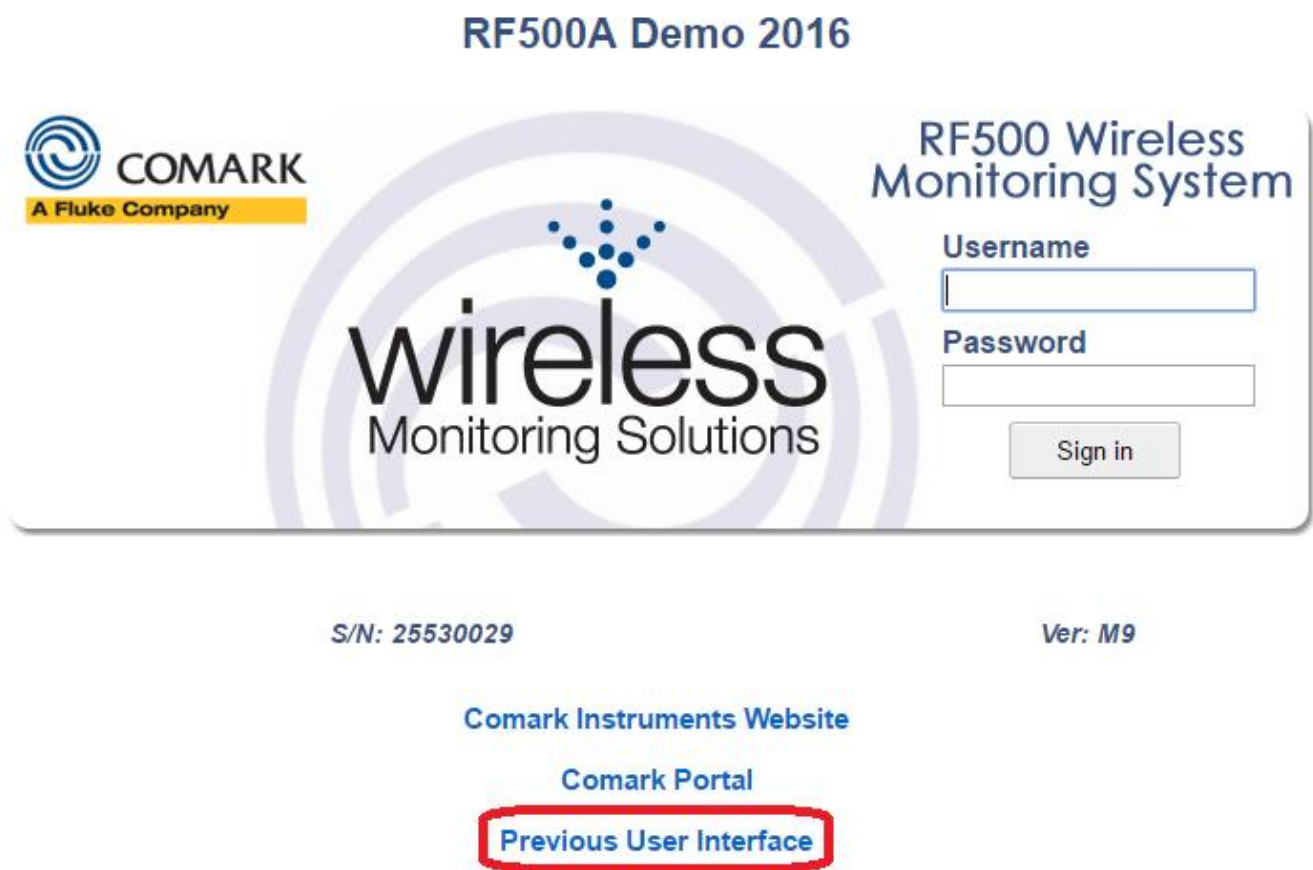 RF500A Demo 2016
COMARK
A Fluke Company
wireless
Monitoring Solutions
RF500 Wireless
Monitoring System
Username
Password
Sign in
S/N: 25530029
Ver: M9
Comark Instruments Website
Comark Portal
Previous User Interface